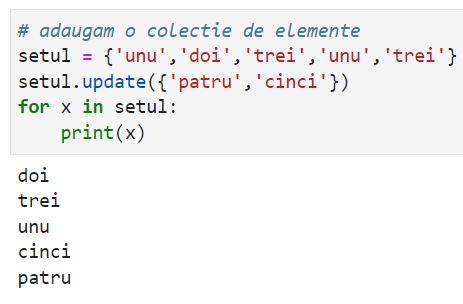 # adaugam o colectie de elemente
setul = {'unu','doi','trei','unu','trei'}
setul.update({'patru','cinci'})
for x in setul:
    print(x)
doi
trei
unu
cinci
patru